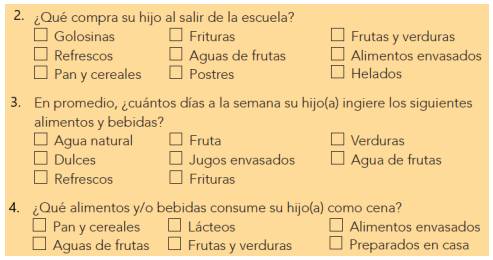 2. ¿Qué compra su hijo al salir de la escuela?
Golosinas Frituras Frutas y verduras
Refrescos Aguas de frutas Alimentos envasados
Pan y cereales Postres Helados
3. En promedio, ¿cuántos días a la semana su hijo(a) ingiere los siguientes
alimentos y bebidas?
Agua natural Fruta Verduras
Dulces Jugos envasados Agua de frutas
Refrescos Frituras
4. ¿Qué alimentos y/o bebidas consume su hijo(a) como cena?
Pan y cereales Lácteos Alimentos envasados
Aguas de frutas Frutas y verduras Preparados en casa